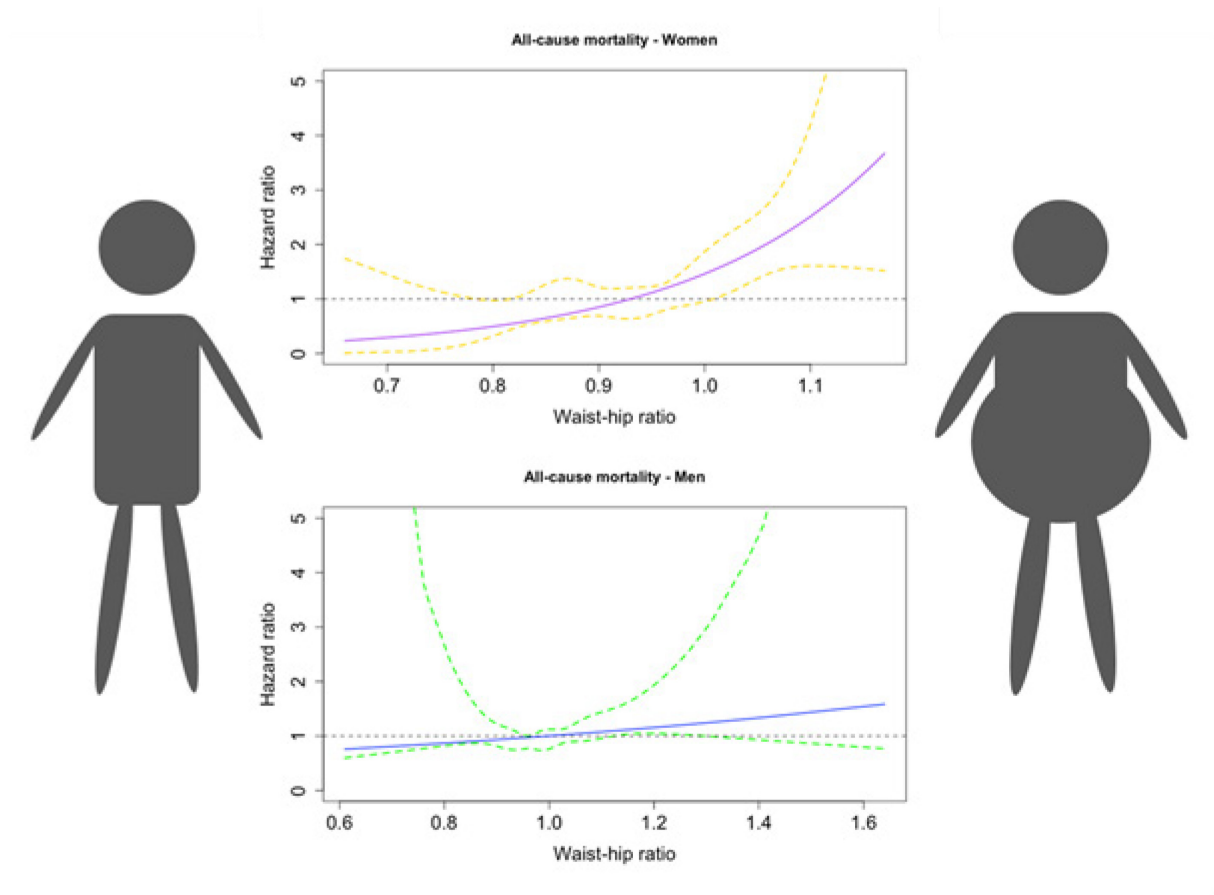 All-cause mortality - Women
Hazard ratio
5
4
3
2
1
0
0.7 0.8 0.9 1.0 1.1
Waist-hip ratio
All-cause mortality - Men
Hazard ratio
5
4
3
2
1
0
0.6 0.8 1.0 1.2 1.4 1.6
Waist-hip ratio